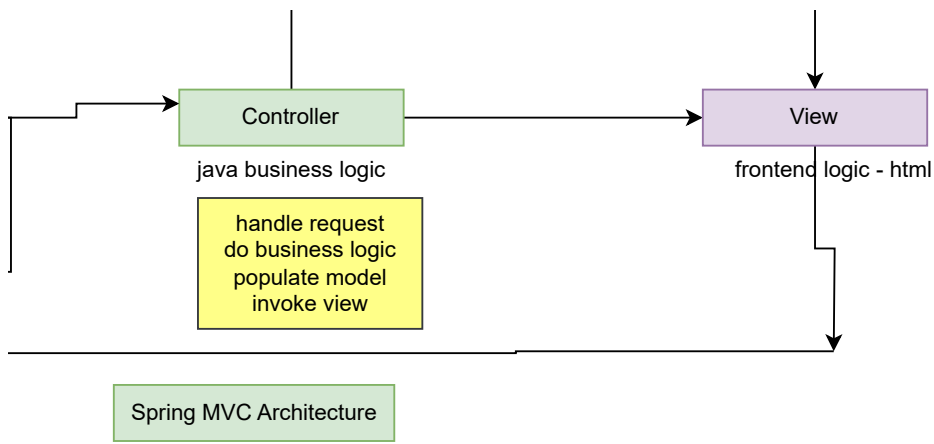 Controller
View
java business logic
frontend logic - html
handle request
do business logic
populate model
invoke view
Spring MVC Architecture